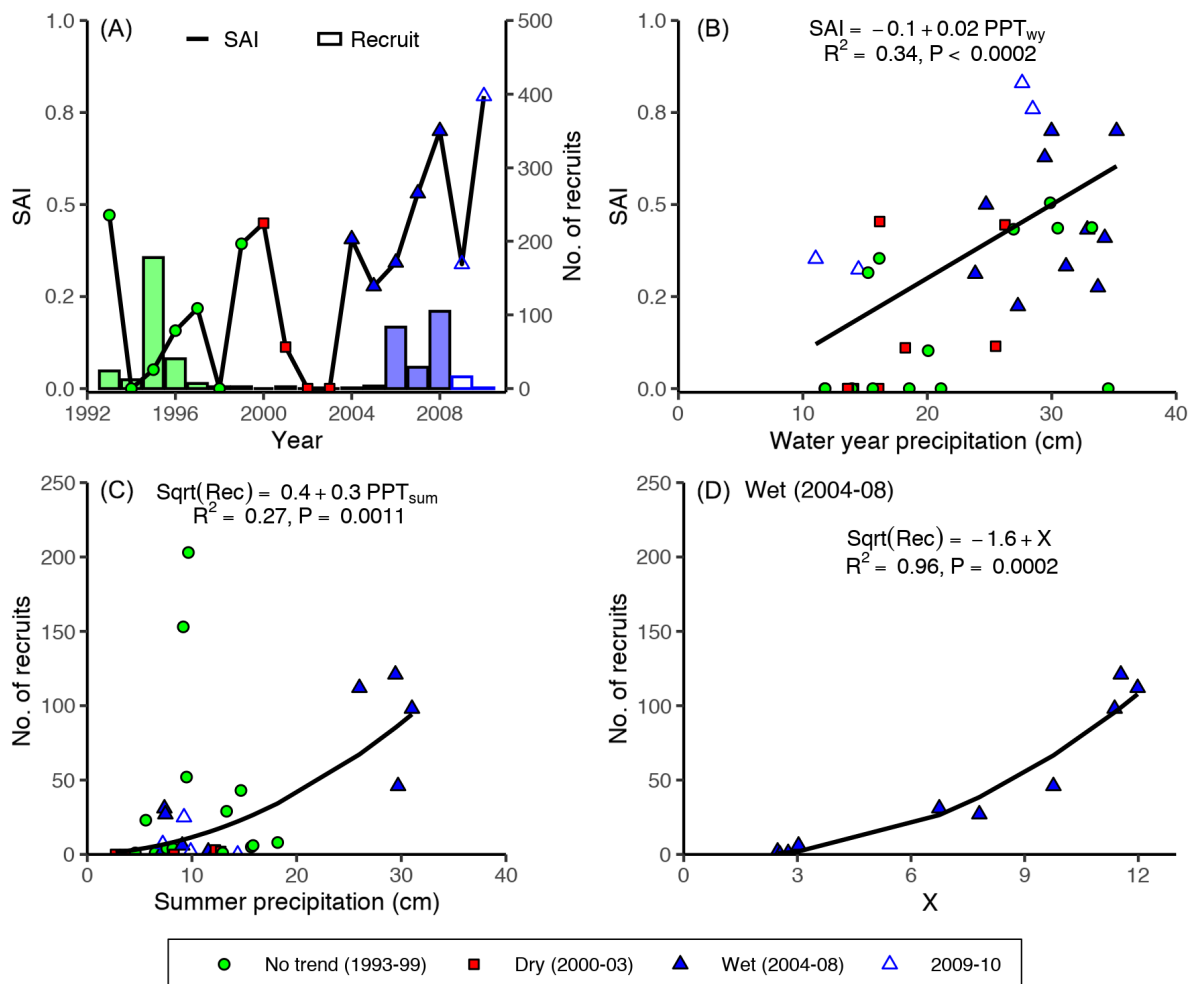 (A)
SAI
Recruit
1.0
0.8
0.5
0.2
0.0
SAI
500
400
300
200
100
0
No. of recruits
1992
1996
2000
2004
2008
Year
(B)
SAI = −0.1 + 0.02 PPTwy
R2 = 0.34, P < 0.0002
1.0
0.8
0.5
0.2
0.0
SAI
0
10
20
30
40
Water year precipitation (cm)
(C)
Sqrt(Rec) = 0.4 + 0.3 PPTsum
R2 = 0.27, P = 0.0011
250
200
150
100
50
0
No. of recruits
0
10
20
30
40
Summer precipitation (cm)
(D) Wet (2004-08)
Sqrt(Rec) = −1.6 + X
R2 = 0.96, P = 0.0002
250
200
150
100
50
0
No. of recruits
0
3
6
9
12
X
No trend (1993-99)
Dry (2000-03)
Wet (2004-08)
2009-10